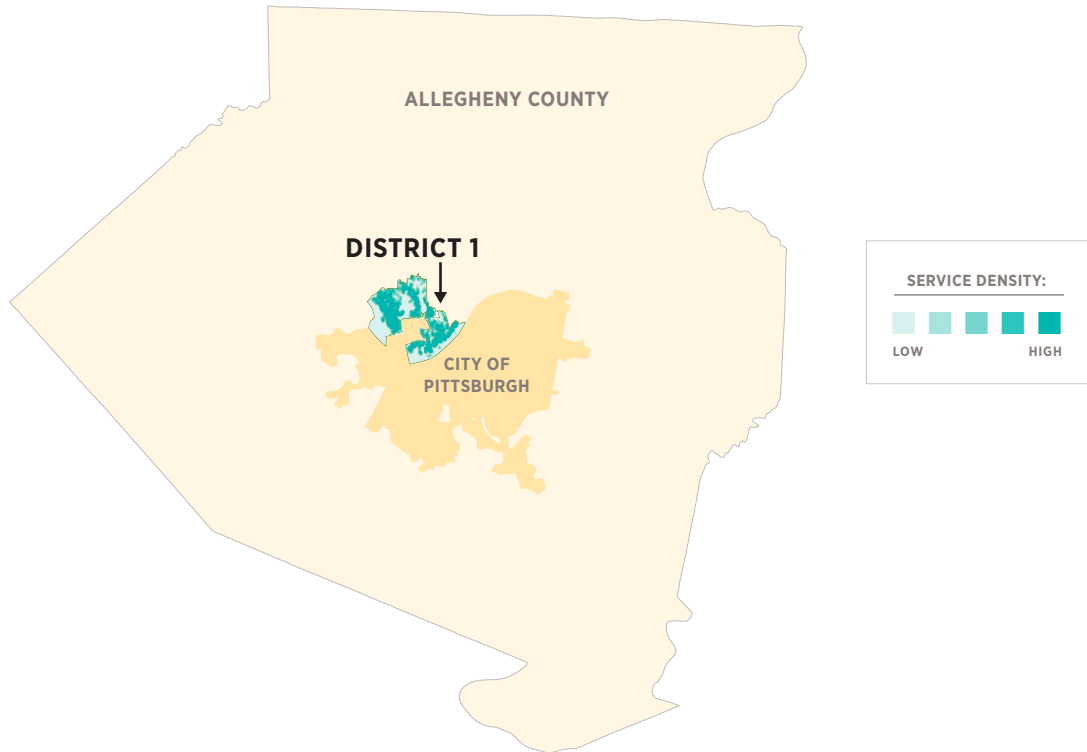 ALLEGHENY COUNTY
DISTRICT 1
CITY OF
PITTSBURGH
SERVICE DENSITY:
LOW
HIGH